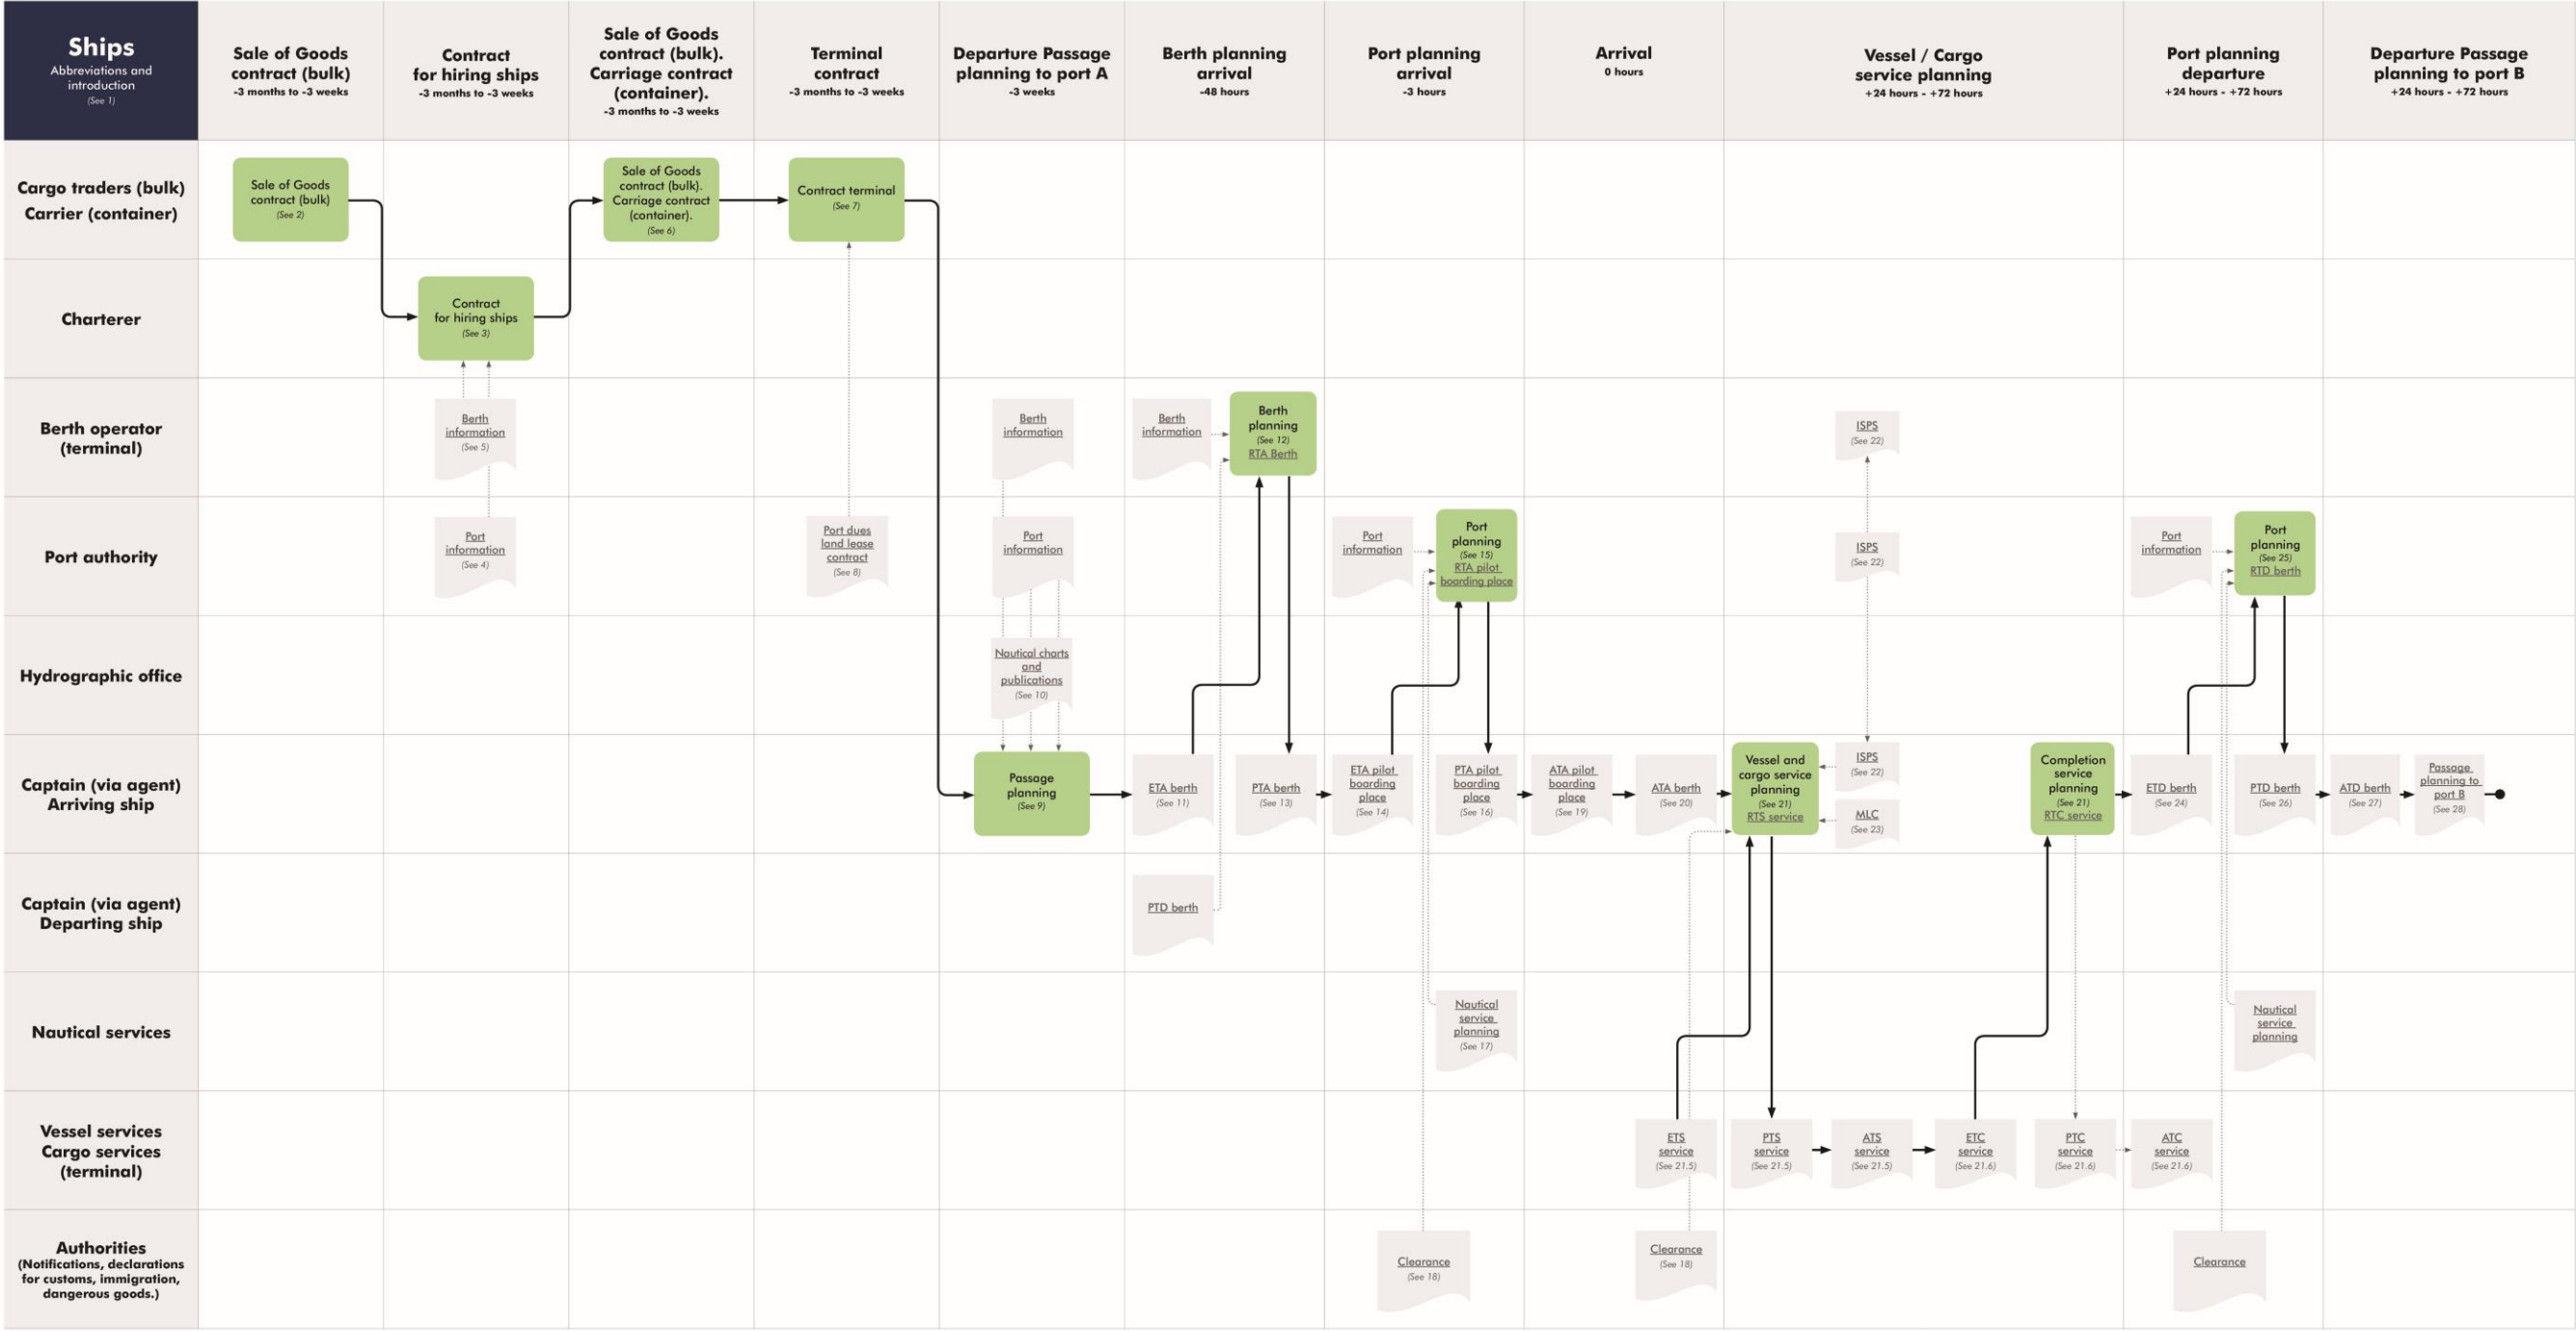 Ships
Abbreviations and
introduction
(See 1)
Sale of Goods
contract (bulk)
-3 months to -3 weeks
Contract
for hiring ships
-3 months to -3 weeks
Sale of Goods
contract (bulk).
Carriage contract
(container).
-3 months to -3 weeks
Terminal
contract
-3 months to -3 weeks
Departure Passage
planning to port A
-3 weeks
Berth planning
arrival
-48 hours
Port planning
arrival
-3 hours
Arrival
0 hours
Vessel / Cargo
service planning
+24 hours - +72 hours
Port planning
departure
+24 hours - +72 hours
Departure Passage
planning to port B
+24 hours - +72 hours
Cargo traders (bulk)
Carrier (container)
Sale of Goods
contract (bulk)
(See 2)
Sale of Goods
contract (bulk).
Carriage contract
(container).
(See 6)
Contract terminal
(See 7)
Charterer
Contract
for hiring ships
(See 3)
Berth operator
(terminal)
Berth
information
(See 5)
Berth
information
Berth
information
Berth
planning
(See 12)
RTA Berth
ISPS
(See 22)
Port authority
Port
information
(See 4)
Port dues
land lease
contract
(See 8)
Port
information
Port
information
Port
planning
(See 15)
RTA pilot
boarding place
ISPS
(See 22)
Port
information
Port
planning
(See 25)
RTD berth
Hydrographic office
Nautical charts
and
publications
(See 10)
Captain (via agent)
Arriving ship
Passage
planning
(See 9)
ETA berth
(See 11)
PTA berth
(See 13)
ETA pilot
boarding
place
(See 14)
PTA pilot
boarding
place
(See 16)
ATA pilot
boarding
place
(See 19)
ATA berth
(See 20)
Vessel and
cargo service
planning
(See 21)
RTS service
ISPS
(See 22)
MLC
(See 23)
Completion
service
planning
(See 21)
RTC service
ETD berth
(See 24)
PTD berth
(See 26)
ATD berth
(See 27)
Passage
planning to
port B
(See 28)
Captain (via agent)
Departing ship
PTD berth
Nautical services
Nautical
service
planning
(See 17)
Nautical
service
planning
Vessel services
Cargo services
(terminal)
ETS
service
(See 21.5)
PTS
service
(See 21.5)
ATS
service
(See 21.5)
ETC
service
(See 21.6)
PTC
service
(See 21.6)
ATC
service
(See 21.6)
Authorities
(Notifications, declarations
for customs, immigration,
dangerous goods.)
Clearance
(See 18)
Clearance
(See 18)
Clearance